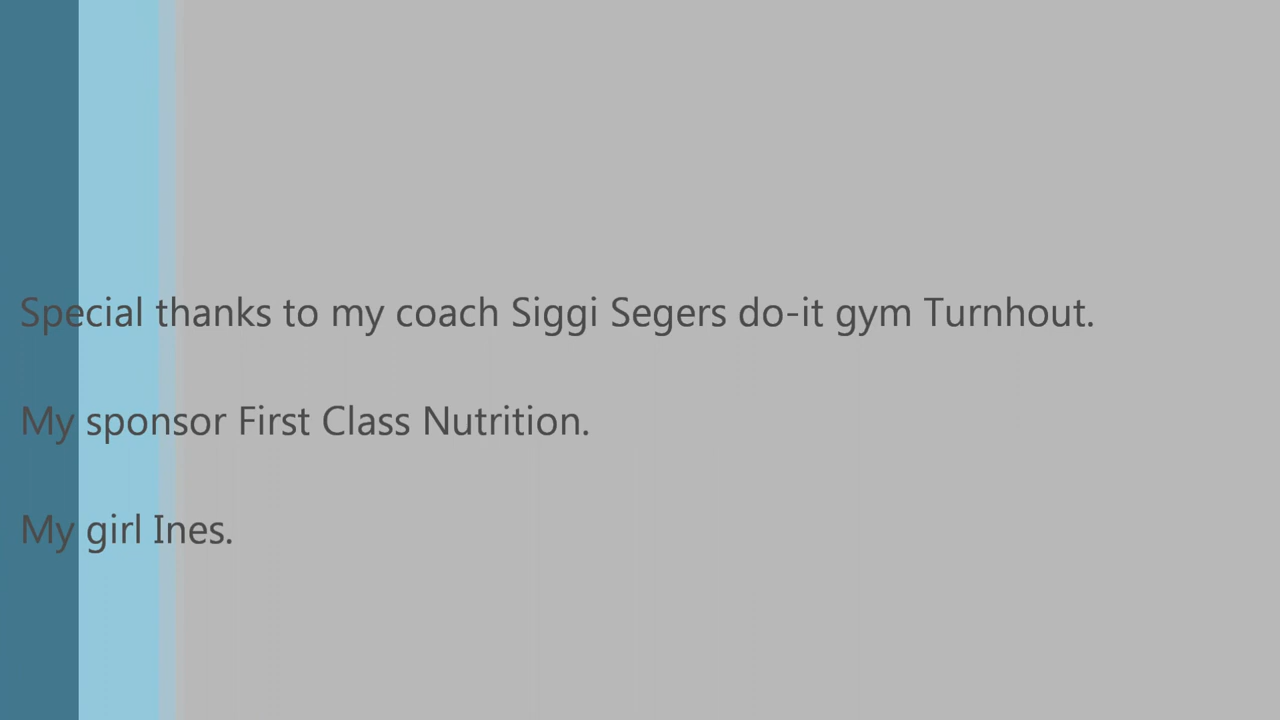 Special thanks to my coach Siggi Segers do-it gym Turnhout.
My sponsor First Class Nutrition.
My girl Ines.